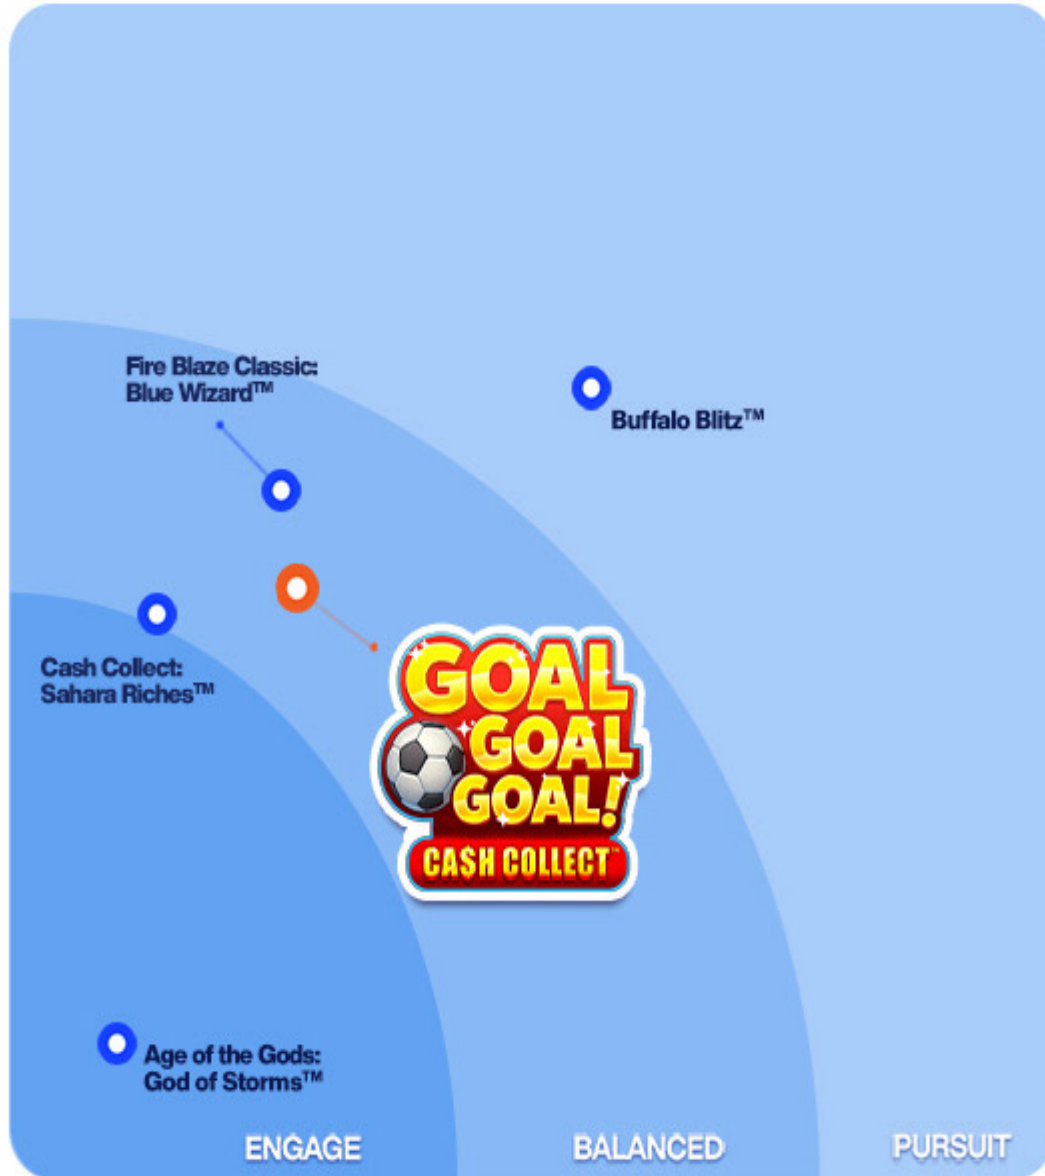 Fire Blaze Classic:
Blue Wizard™
Buffalo Blitz™
Cash Collect:
Sahara Riches™
GOAL
GOAL
GOAL!
CA$H COLLECT™
Age of the Gods:
God of Storms™
ENGAGE
BALANCED
PURSUIT